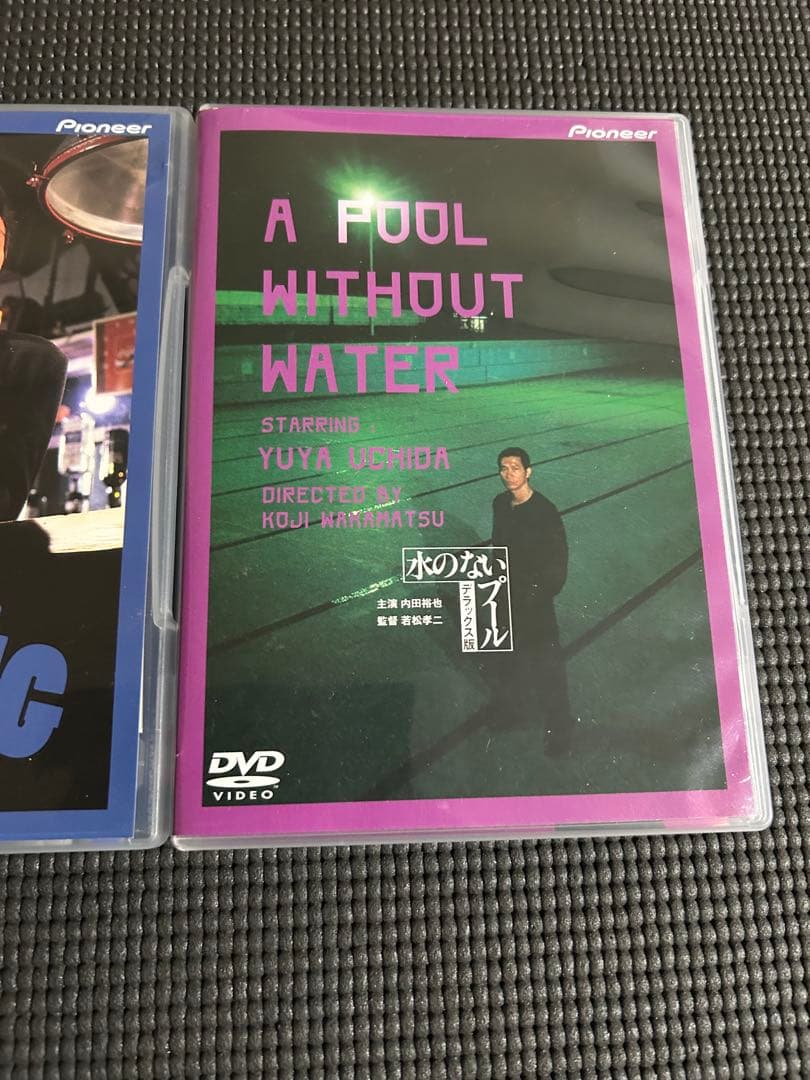 Pioneer
G
Pioneer
A POOL
WITHOUT
WATER
STARRING :
YUYA UCHIDA
DIRECTED BY
KOJI WAKAMATSU
水のない
プール
デラックス版
主演 内田裕也
監督 若松孝二
DVD
VIDEO™